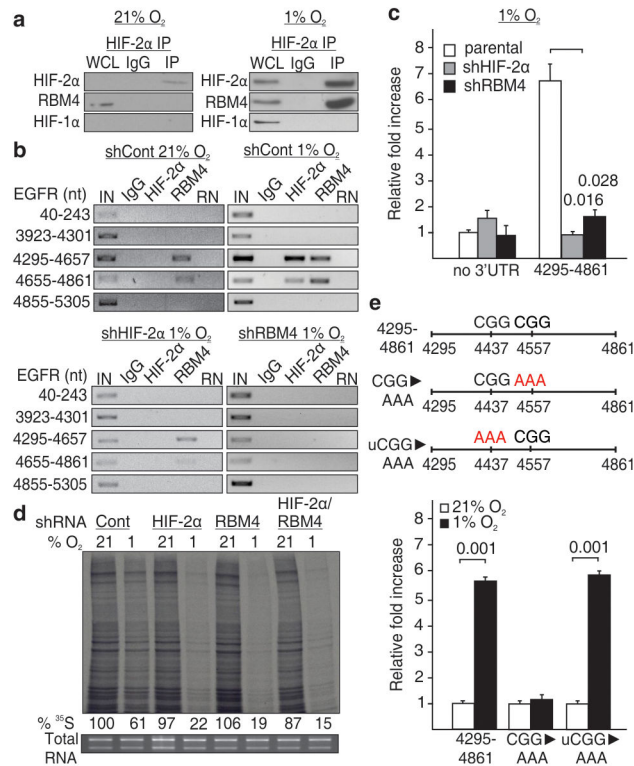 a
21% O2
1% O2
HIF-2α IP
HIF-2α IP
WCL IgG IP
WCL IgG IP
HIF-2α
RBM4
HIF-1α
HIF-2α
RBM4
HIF-1α
b
shCont 21% O2
shCont 1% O2
EGFR (nt)
IN IgG HIF-2α RBM4 RN
IN IgG HIF-2α RBM4 RN
40-243
3923-4301
4295-4657
4655-4861
4855-5305
shHIF-2α 1% O2
shRBM4 1% O2
EGFR (nt)
IN IgG HIF-2α RBM4 RN
IN IgG HIF-2α RBM4 RN
40-243
3923-4301
4295-4657
4655-4861
4855-5305
c
1% O2
parental
shHIF-2α
shRBM4
Relative fold increase
8
7
6
5
4
3
2
1
0.016
0.028
no 3'UTR
4295-4861
d
shRNA Cont HIF-2α RBM4 HIF-2α/
RBM4
% O2 21 1 21 1 21 1 21 1
% 35S 100 61 97 22 106 19 87 15
Total
RNA
e
CGG CGG
4295-
4861
4295 4437 4557 4861
CGG AAA
CGG▶
AAA
4295 4437 4557 4861
AAA CGG
uCGG▶
AAA
4295 4437 4557 4861
21% O2
1% O2
Relative fold increase
8
7
6
5
4
3
2
1
0.001
0.001
4295-
4861
CGG▶
AAA
uCGG▶
AAA